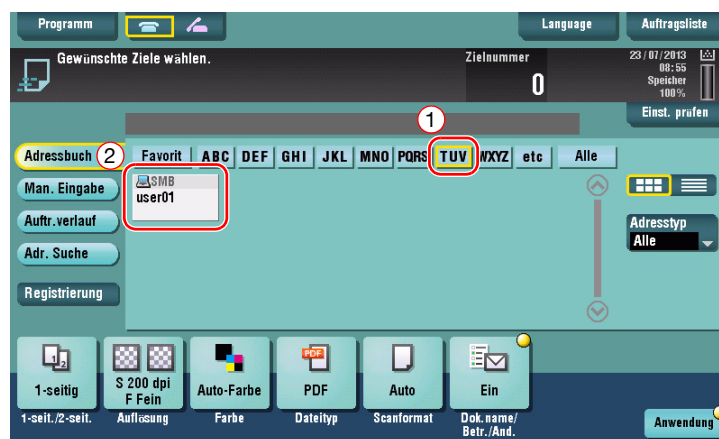 Programm
Language
Auftragsliste
Gewünschte Ziele wählen.
Zielnummer
0
23/07/2013
08:55
Speicher
100%
Einst. prüfen
1
Adressbuch
2
Favorit ABC DEF GHI JKL MNO PQRS TUV WXYZ etc Alle
SMB
user01
Man. Eingabe
Auftr.verlauf
Adr. Suche
Registrierung
Adresstyp
Alle
1 2
1-seitig
S 200 dpi
F Fein
Auto-Farbe
PDF
PDF
Auto
Ein
1-seit./2-seit.
Auflösung
Farbe
Dateityp
Scanformat
Dok.name/
Betr./And.
Anwendung